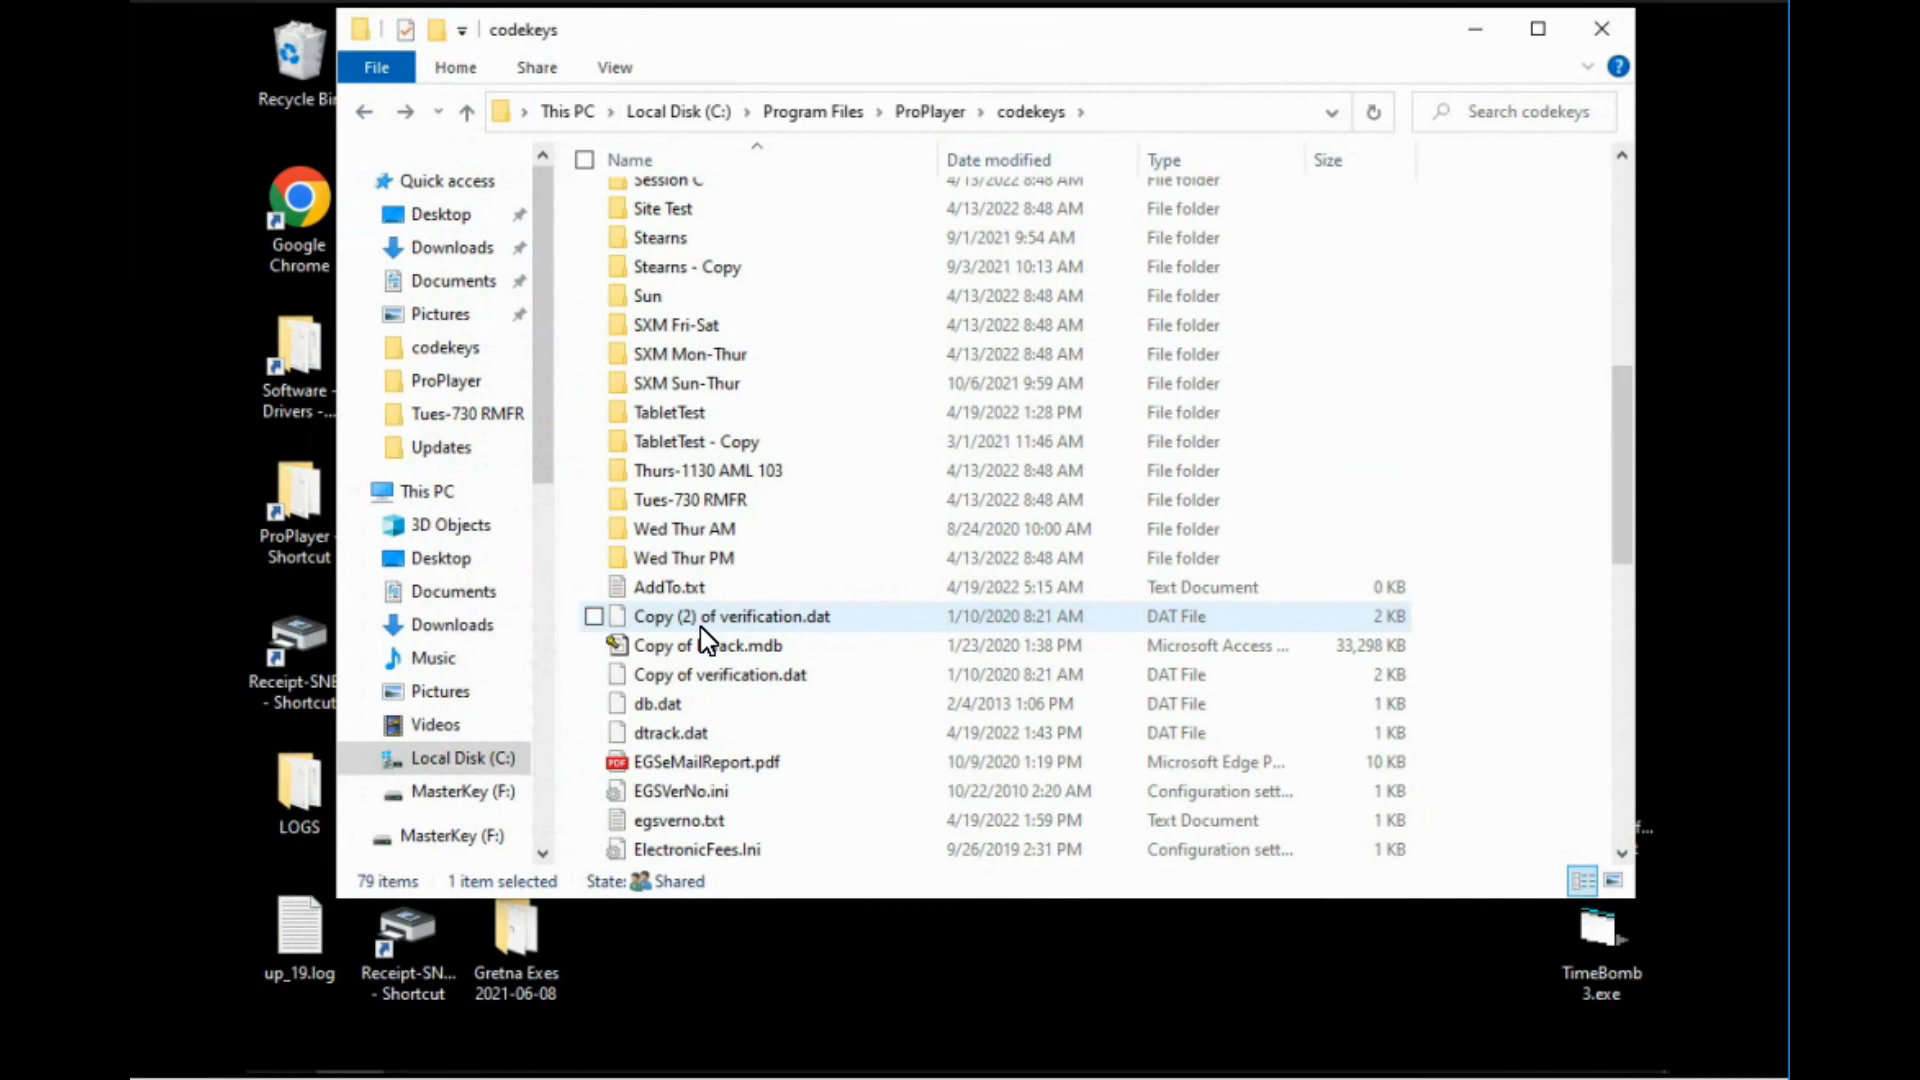 codekeys
File Home Share View
This PC Local Disk (C:) Program Files ProPlayer codekeys Search codekeys
Name Date modified Type Size
Quick access
Desktop
Downloads
Documents
Pictures
codekeys
ProPlayer
Tues-730 RMFR
Updates
This PC
3D Objects
Desktop
Documents
Downloads
Music
Pictures
Videos
Local Disk (C:)
MasterKey (F:)
MasterKey (F:)
Session C 4/13/2022 8:48 AM File folder
Site Test 4/13/2022 8:48 AM File folder
Stearns 9/1/2021 9:54 AM File folder
Stearns - Copy 9/3/2021 10:13 AM File folder
Sun 4/13/2022 8:48 AM File folder
SXM Fri-Sat 4/13/2022 8:48 AM File folder
SXM Mon-Thur 4/13/2022 8:48 AM File folder
SXM Sun-Thur 10/6/2021 9:59 AM File folder
TabletTest 4/19/2022 1:28 PM File folder
TabletTest - Copy 3/1/2021 11:46 AM File folder
Thurs-1130 AML 103 4/13/2022 8:48 AM File folder
Tues-730 RMFR 4/13/2022 8:48 AM File folder
Wed Thur AM 8/24/2020 10:00 AM File folder
Wed Thur PM 4/13/2022 8:48 AM File folder
AddTo.txt 4/19/2022 5:15 AM Text Document 0 KB
Copy (2) of verification.dat 1/10/2020 8:21 AM DAT File 2 KB
Copy of ack.mdb 1/23/2020 1:38 PM Microsoft Access ... 33,298 KB
Copy of verification.dat 1/10/2020 8:21 AM DAT File 2 KB
db.dat 2/4/2013 1:06 PM DAT File 1 KB
dtrack.dat 4/19/2022 1:43 PM DAT File 1 KB
EGSeMailReport.pdf 10/9/2020 1:19 PM Microsoft Edge P... 10 KB
EGSVerNo.ini 10/22/2010 2:20 AM Configuration sett... 1 KB
egsverno.txt 4/19/2022 1:59 PM Text Document 1 KB
ElectronicFees.Ini 9/26/2019 2:31 PM Configuration sett... 1 KB
79 items 1 item selected State: Shared
Recycle Bi
Google
Chrome
Software -
Drivers -...
ProPlayer -
Shortcut
Receipt-SNE
- Shortcut
LOGS
up_19.log
Receipt-SN...
- Shortcut
Gretna Exes
2021-06-08
f...
TimeBomb
3.exe